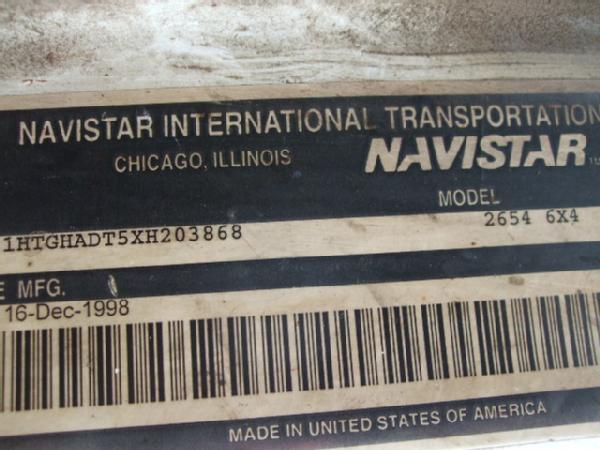 NAVISTAR INTERNATIONAL TRANSPORTATION
CHICAGO, ILLINOIS NAVISTAR
MODEL
1HTGHADT5XH203868 2654 6X4
E MFG.
16-Dec-1998
MADE IN UNITED STATES OF AMERICA